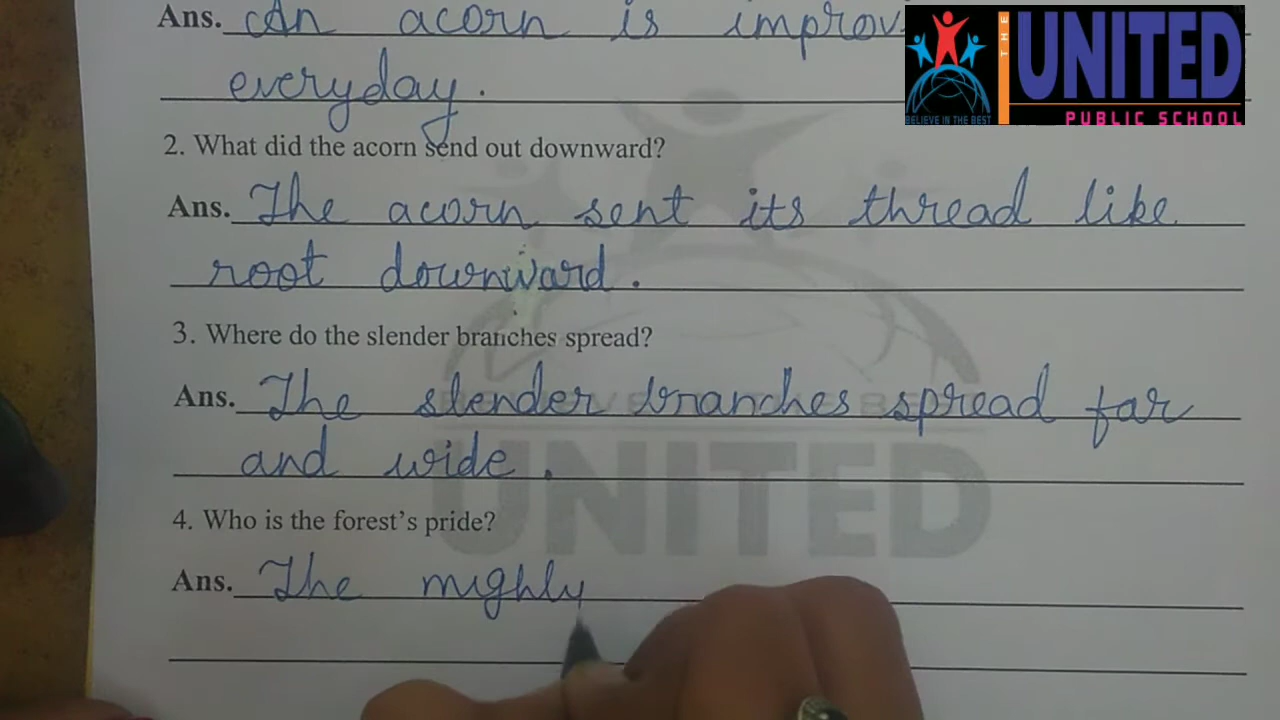 Ans. An acorn is improv
everyday.
THE UNITED
PUBLIC SCHOOL
BELIEVE IN THE BEST
2. What did the acorn send out downward?
Ans. The acorn sent its thread like
root downward.
3. Where do the slender branches spread?
Ans. The slender branches spread far
and wide.
UNITED
4. Who is the forest's pride?
Ans. The mighly